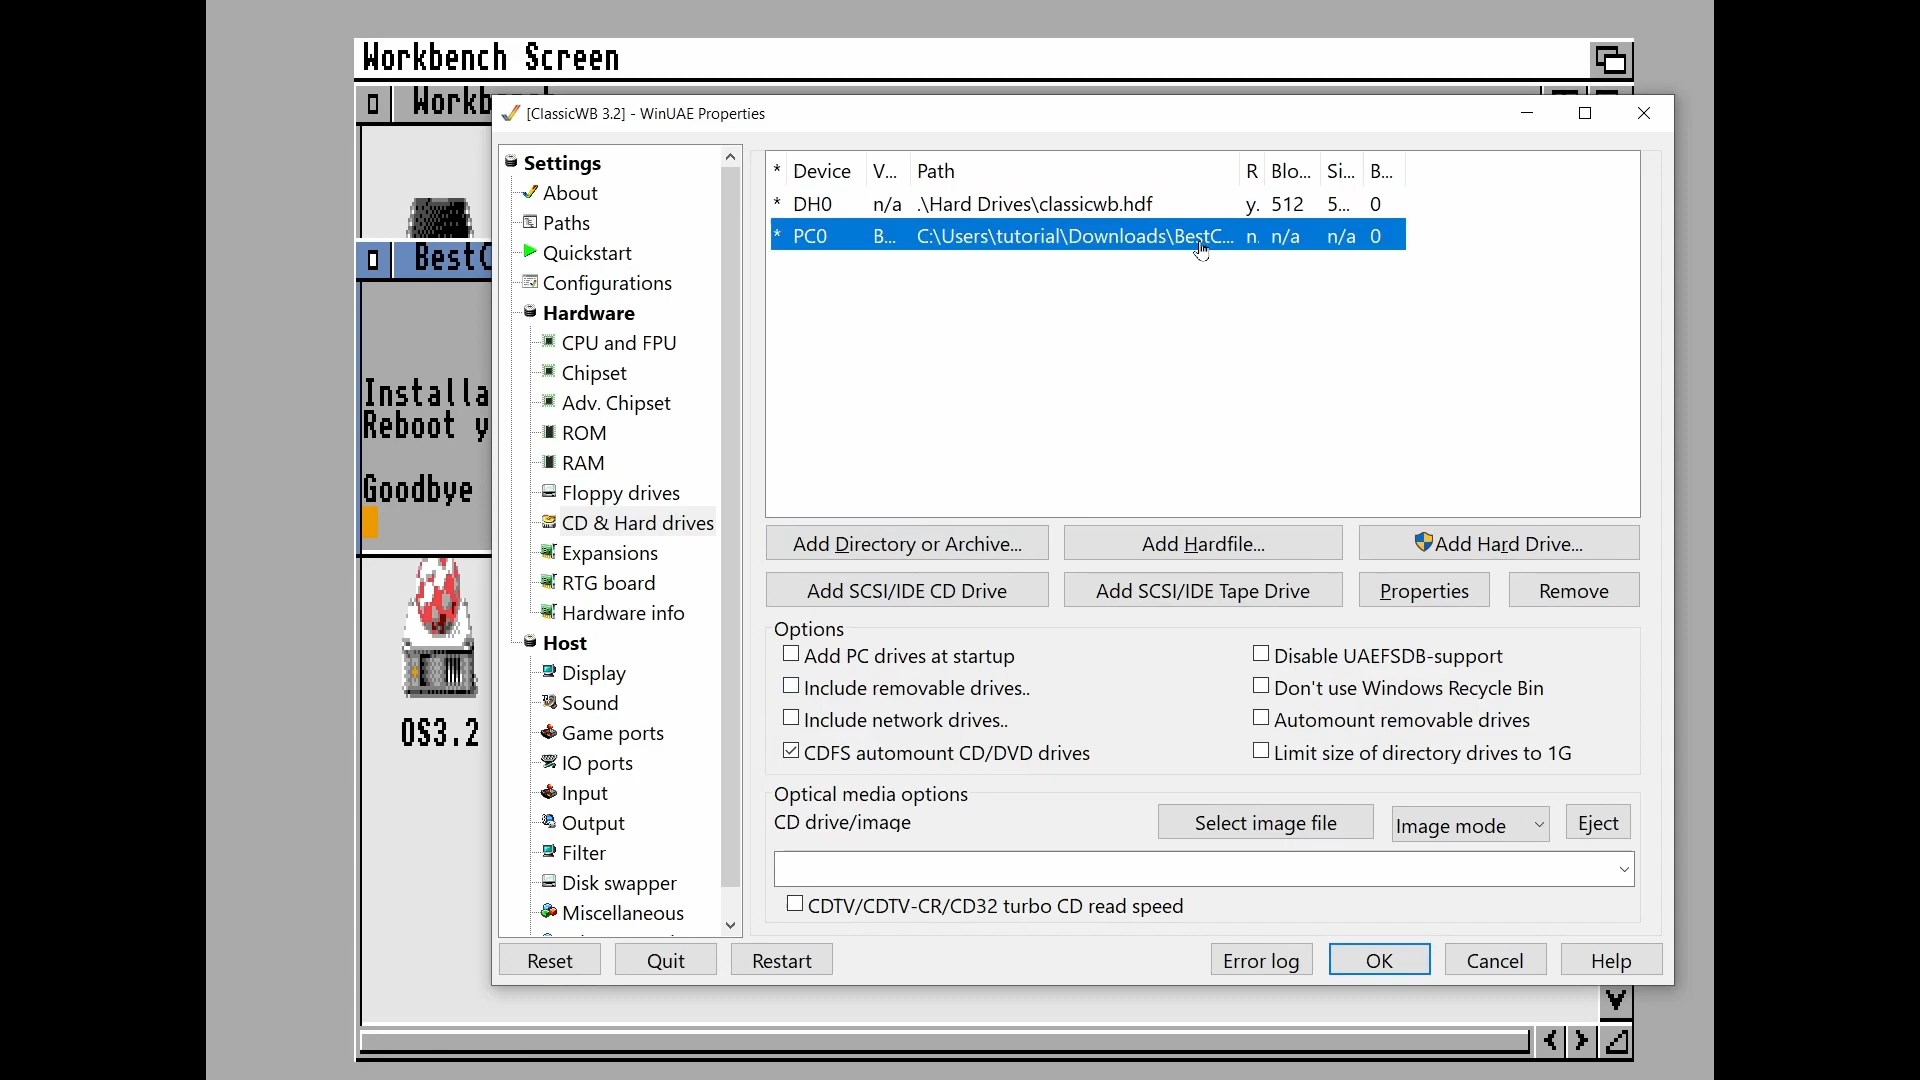 Workbench Screen
Workb
[ClassicWB 3.2] - WinUAE Properties
Settings
About
Paths
Quickstart
Configurations
Hardware
CPU and FPU
Chipset
Adv. Chipset
ROM
RAM
Floppy drives
CD & Hard drives
Expansions
RTG board
Hardware info
Host
Display
Sound
Game ports
IO ports
Input
Output
Filter
Disk swapper
Miscellaneous
* Device V... Path R Blo... Si... B...
* DH0 n/a .\Hard Drives\classicwb.hdf y. 512 5... 0
* PC0 B... C:\Users\tutorial\Downloads\BestC... n. n/a n/a 0
Add Directory or Archive... Add Hardfile... Add Hard Drive...
Add SCSI/IDE CD Drive Add SCSI/IDE Tape Drive Properties Remove
Options
Add PC drives at startup Disable UAEFSDB-support
Include removable drives.. Don't use Windows Recycle Bin
Include network drives.. Automount removable drives
CDFS automount CD/DVD drives Limit size of directory drives to 1G
Optical media options
CD drive/image Select image file Image mode Eject
CDTV/CDTV-CR/CD32 turbo CD read speed
Reset Quit Restart Error log OK Cancel Help
BestC
Installa
Reboot y
Goodbye
OS3.2